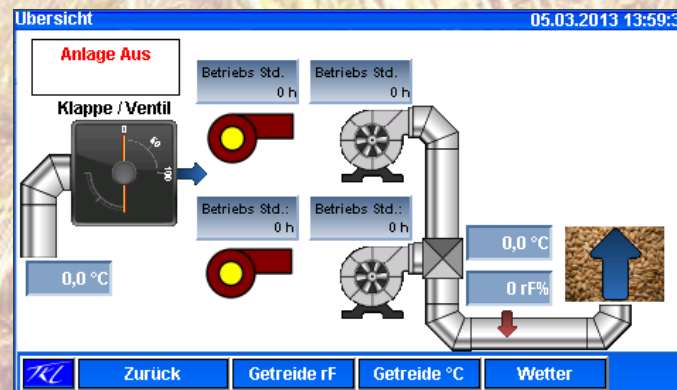 Übersicht 05.03.2013 13:59:3
Anlage Aus
Klappe / Ventil
Betriebs Std. 0 h
Betriebs Std. 0 h
0 50 100
Betriebs Std.: 0 h
Betriebs Std.: 0 h
0,0 °C
0,0 °C
0 rF%
TKL Zurück Getreide rF Getreide °C Wetter